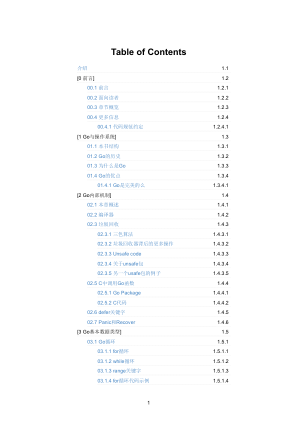 Table of Contents
介绍 1.1
[0 前言] 1.2
00.1 前言 1.2.1
00.2 面向读者 1.2.2
00.3 章节概览 1.2.3
00.4 更多信息 1.2.4
00.4.1 代码规范约定 1.2.4.1
[1 Go与操作系统] 1.3
01.1 本章结构 1.3.1
01.2 Go的历史 1.3.2
01.3 为什么是Go 1.3.3
01.4 Go的优点 1.3.4
01.4.1 Go是完美的么 1.3.4.1
[2 Go内部机制] 1.4
02.1 本章概述 1.4.1
02.2 编译器 1.4.2
02.3 垃圾回收 1.4.3
02.3.1 三色算法 1.4.3.1
02.3.2 垃圾回收器背后的更多操作 1.4.3.2
02.3.3 Unsafe code 1.4.3.3
02.3.4 关于unsafe包 1.4.3.4
02.3.5 另一个usafe包的例子 1.4.3.5
02.5 C中调用Go函数 1.4.4
02.5.1 Go Package 1.4.4.1
02.5.2 C代码 1.4.4.2
02.6 defer关键字 1.4.5
02.7 Panic和Recover 1.4.6
[3 Go基本数据类型] 1.5
03.1 Go循环 1.5.1
03.1.1 for循环 1.5.1.1
03.1.2 while循环 1.5.1.2
03.1.3 range关键字 1.5.1.3
03.1.4 for循环代码示例 1.5.1.4
1